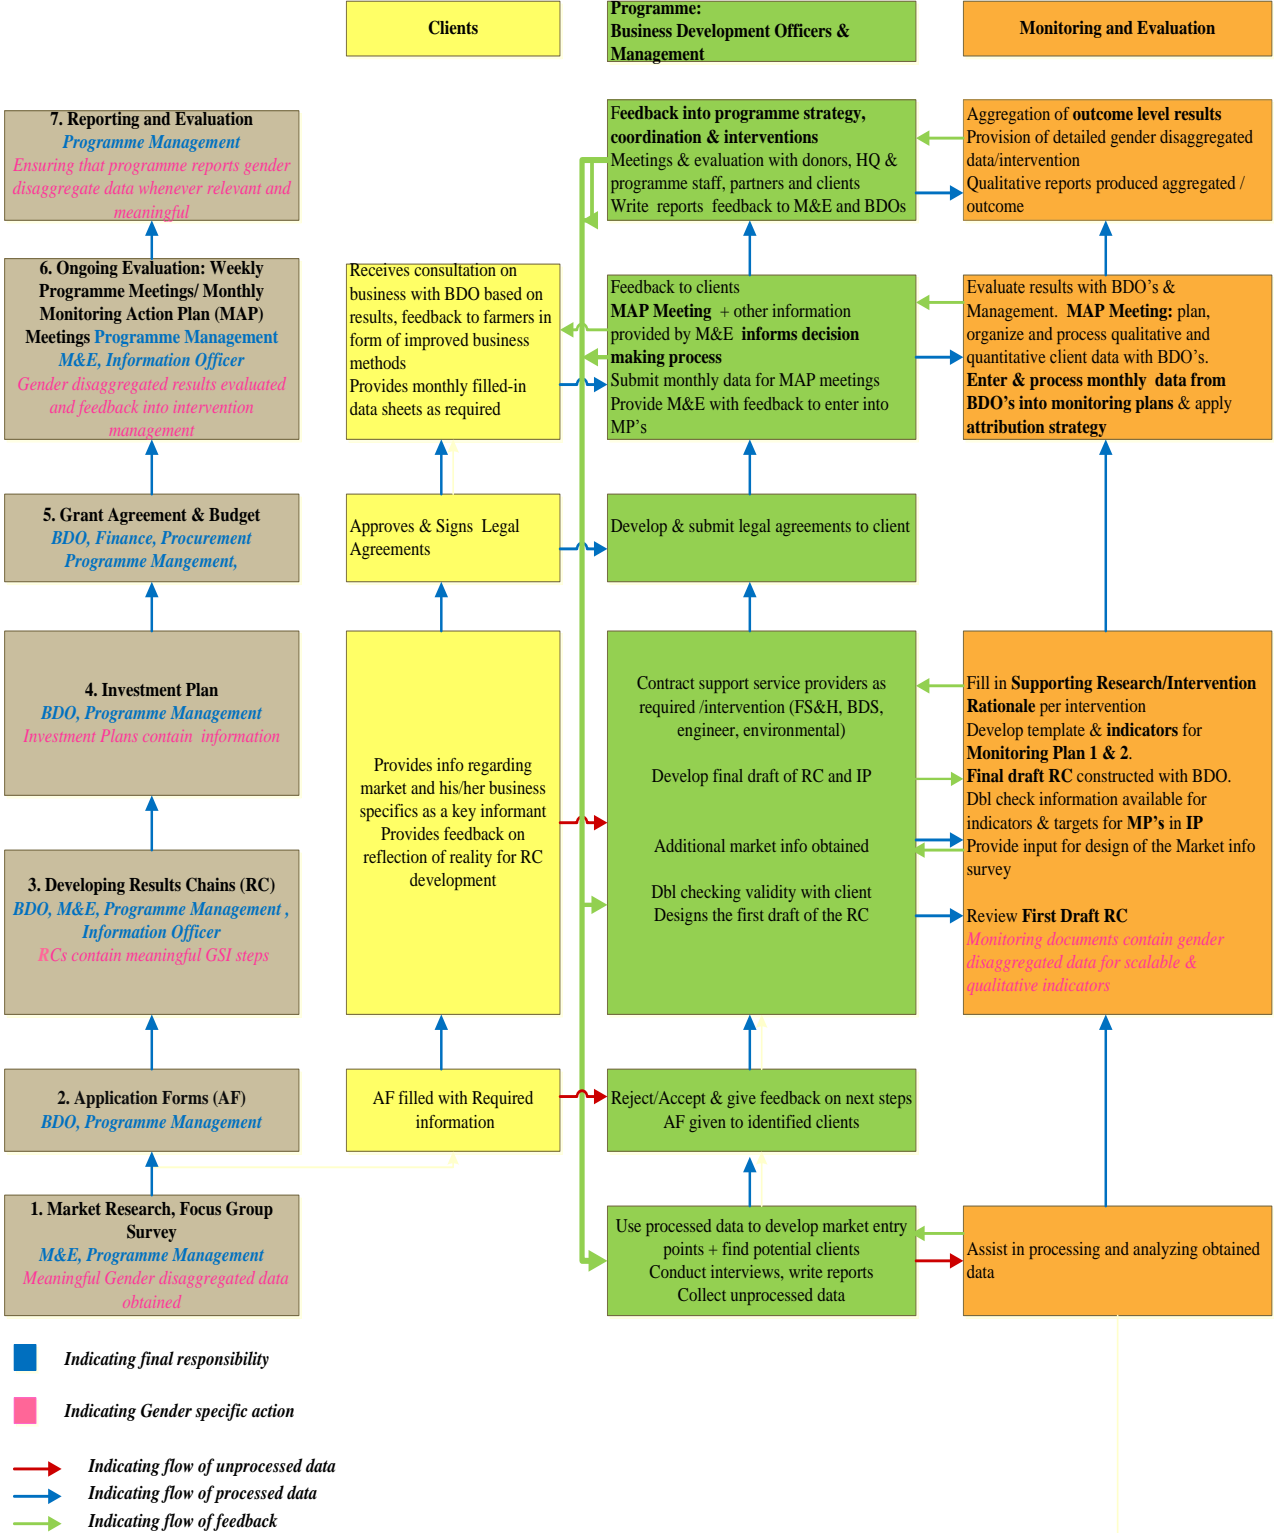 Clients
Programme:
Business Development Officers &
Management
Monitoring and Evaluation
7. Reporting and Evaluation
Programme Management
Ensuring that programme reports gender
disaggregate data whenever relevant and
meaningful
Feedback into programme strategy,
coordination & interventions
Meetings & evaluation with donors, HQ &
programme staff, partners and clients
Write reports feedback to M&E and BDOs
Aggregation of outcome level results
Provision of detailed gender disaggregated
data/intervention
Qualitative reports produced aggregated /
outcome
6. Ongoing Evaluation: Weekly
Programme Meetings/ Monthly
Monitoring Action Plan (MAP)
Meetings Programme Management
M&E, Information Officer
Gender disaggregated results evaluated
and feedback into intervention
management
Receives consultation on
business with BDO based on
results, feedback to farmers in
form of improved business
methods
Provides monthly filled-in
data sheets as required
Feedback to clients
MAP Meeting + other information
provided by M&E informs decision
making process
Submit monthly data for MAP meetings
Provide M&E with feedback to enter into
MP's
Evaluate results with BDO's &
Management. MAP Meeting: plan,
organize and process qualitative and
quantitative client data with BDO's.
Enter & process monthly data from
BDO's into monitoring plans & apply
attribution strategy
5. Grant Agreement & Budget
BDO, Finance, Procurement
Programme Mangement,
Approves & Signs Legal
Agreements
Develop & submit legal agreements to client
4. Investment Plan
BDO, Programme Management
Investment Plans contain information
3. Developing Results Chains (RC)
BDO, M&E, Programme Management ,
Information Officer
RCs contain meaningful GSI steps
Provides info regarding
market and his/her business
specifics as a key informant
Provides feedback on
reflection of reality for RC
development
Contract support service providers as
required /intervention (FS&H, BDS,
engineer, environmental)
Develop final draft of RC and IP
Additional market info obtained
Dbl checking validity with client
Designs the first draft of the RC
Fill in Supporting Research/Intervention
Rationale per intervention
Develop template & indicators for
Monitoring Plan 1 & 2.
Final draft RC constructed with BDO.
Dbl check information available for
indicators & targets for MP's in IP
Provide input for design of the Market info
survey
Review First Draft RC
Monitoring documents contain gender
disaggregated data for scalable &
qualitative indicators
2. Application Forms (AF)
BDO, Programme Management
AF filled with Required
information
Reject/Accept & give feedback on next steps
AF given to identified clients
1. Market Research, Focus Group
Survey
M&E, Programme Management
Meaningful Gender disaggregated data
obtained
Use processed data to develop market entry
points + find potential clients
Conduct interviews, write reports
Collect unprocessed data
Assist in processing and analyzing obtained
data
Indicating final responsibility
Indicating Gender specific action
Indicating flow of unprocessed data
Indicating flow of processed data
Indicating flow of feedback